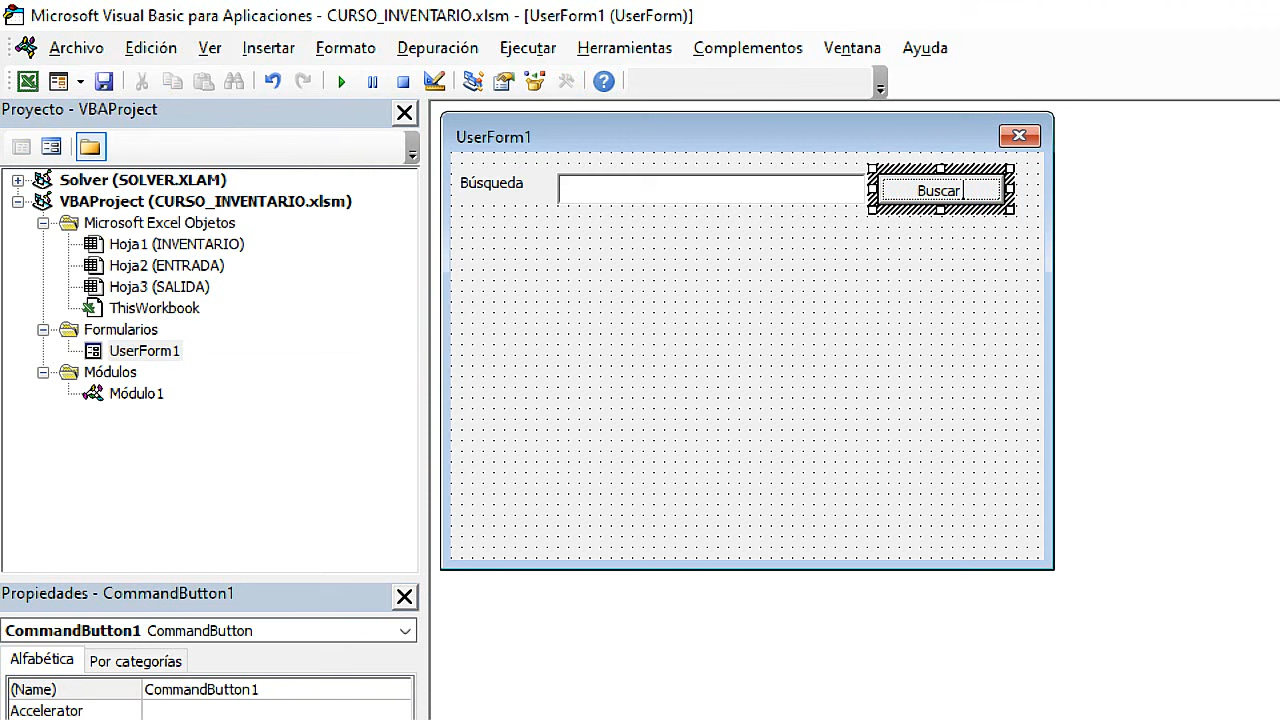 Microsoft Visual Basic para Aplicaciones - CURSO_INVENTARIO.xlsm - [UserForm1 (UserForm)]
Archivo Edición Ver Insertar Formato Depuración Ejecutar Herramientas Complementos Ventana Ayuda
Proyecto - VBAProject
Solver (SOLVER.XLAM)
VBAProject (CURSO_INVENTARIO.xlsm)
Microsoft Excel Objetos
Hoja1 (INVENTARIO)
Hoja2 (ENTRADA)
Hoja3 (SALIDA)
ThisWorkbook
Formularios
UserForm1
Módulos
Módulo1
Propiedades - CommandButton1
CommandButton1 CommandButton
Alfabética Por categorías
(Name) CommandButton1
Accelerator
UserForm1
Búsqueda Buscar